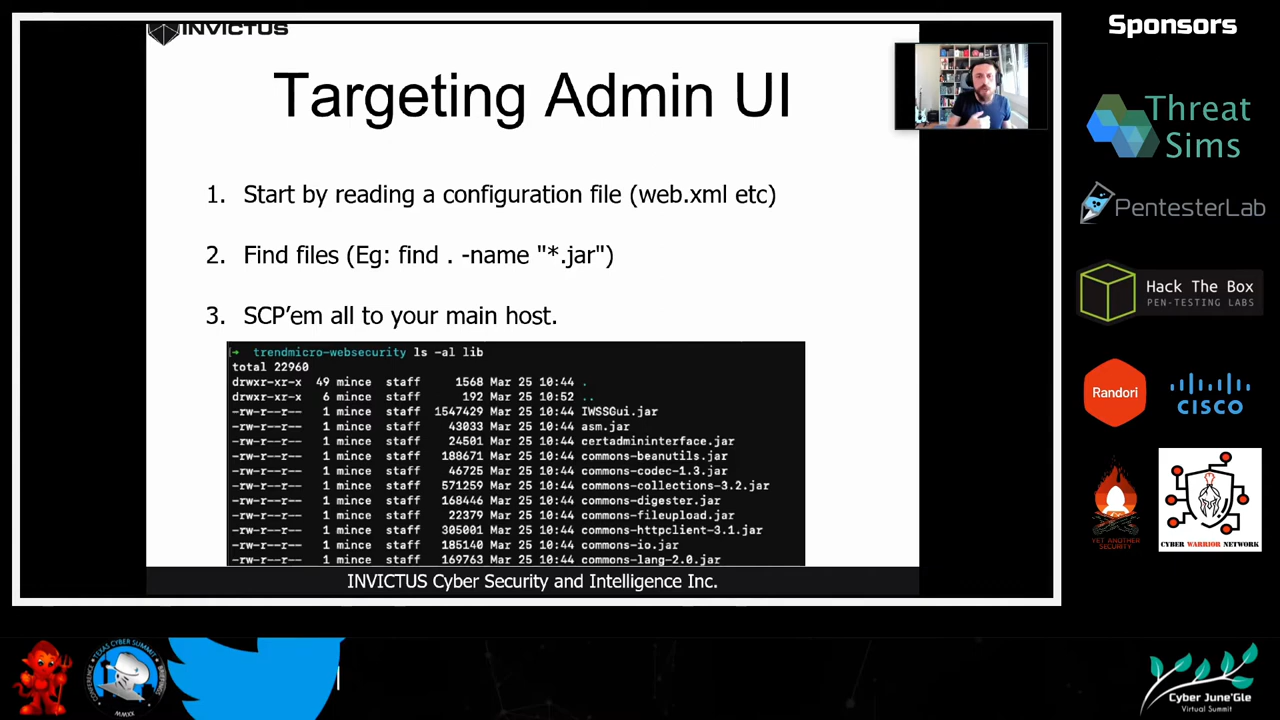 INVICTUS
Targeting Admin UI
1. Start by reading a configuration file (web.xml etc)
2. Find files (Eg: find . -name "*.jar")
3. SCP’em all to your main host.
[→ trendmicro-websecurity ls -al lib
total 22960
drwxr-xr-x 49 mince staff 1568 Mar 25 10:44 .
drwxr-xr-x 6 mince staff 192 Mar 25 10:52 ..
-rw-r--r-- 1 mince staff 1547429 Mar 25 10:44 IWSSGui.jar
-rw-r--r-- 1 mince staff 43033 Mar 25 10:44 asm.jar
-rw-r--r-- 1 mince staff 24501 Mar 25 10:44 certadmininterface.jar
-rw-r--r-- 1 mince staff 188671 Mar 25 10:44 commons-beanutils.jar
-rw-r--r-- 1 mince staff 46725 Mar 25 10:44 commons-codec-1.3.jar
-rw-r--r-- 1 mince staff 571259 Mar 25 10:44 commons-collections-3.2.jar
-rw-r--r-- 1 mince staff 168446 Mar 25 10:44 commons-digester.jar
-rw-r--r-- 1 mince staff 22379 Mar 25 10:44 commons-fileupload.jar
-rw-r--r-- 1 mince staff 305001 Mar 25 10:44 commons-httpclient-3.1.jar
-rw-r--r-- 1 mince staff 185140 Mar 25 10:44 commons-io.jar
-rw-r--r-- 1 mince staff 169763 Mar 25 10:44 commons-lang-2.0.jar
INVICTUS Cyber Security and Intelligence Inc.
Sponsors
Threat
Sims
PentesterLab
Hack The Box
PEN-TESTING LABS
Randori
CISCO
YET ANOTHER
SECURITY
CYBER WARRIOR NETWORK
TEXAS CYBER SUMMIT
CONFERENCE
BRIEFINGS
MMXX
Cyber June'Gle
Virtual Summit